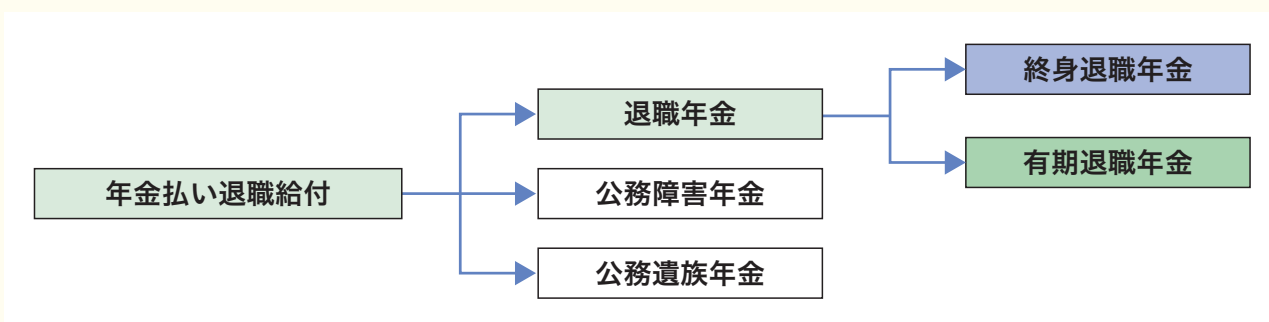 年金払い退職給付
退職年金
公務障害年金
公務遺族年金
終身退職年金
有期退職年金